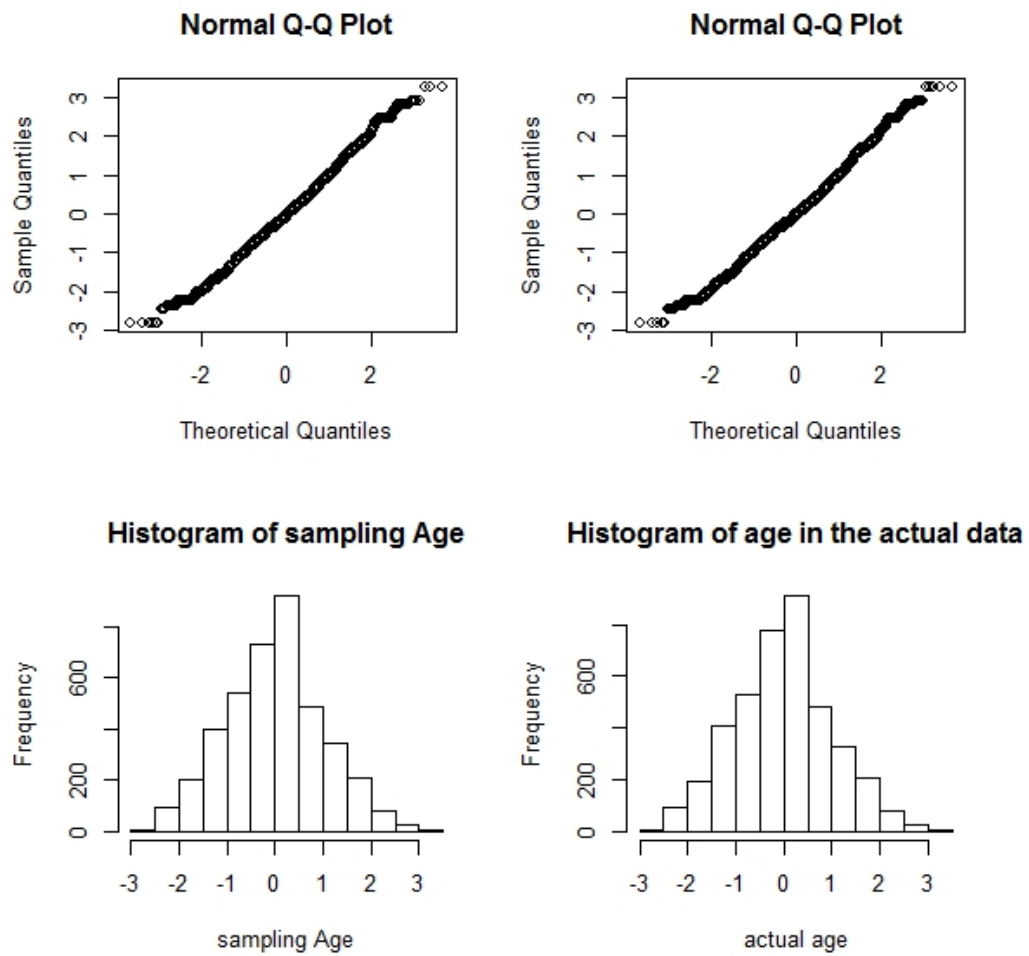 Normal Q-Q Plot
Sample Quantiles
3
2
1
0
-1
-2
-3
-2 0 2
Theoretical Quantiles
Normal Q-Q Plot
Sample Quantiles
3
2
1
0
-1
-2
-3
-2 0 2
Theoretical Quantiles
Histogram of sampling Age
Frequency
600
200
0
-3 -2 -1 0 1 2 3
sampling Age
Histogram of age in the actual data
Frequency
600
200
0
-3 -2 -1 0 1 2 3
actual age